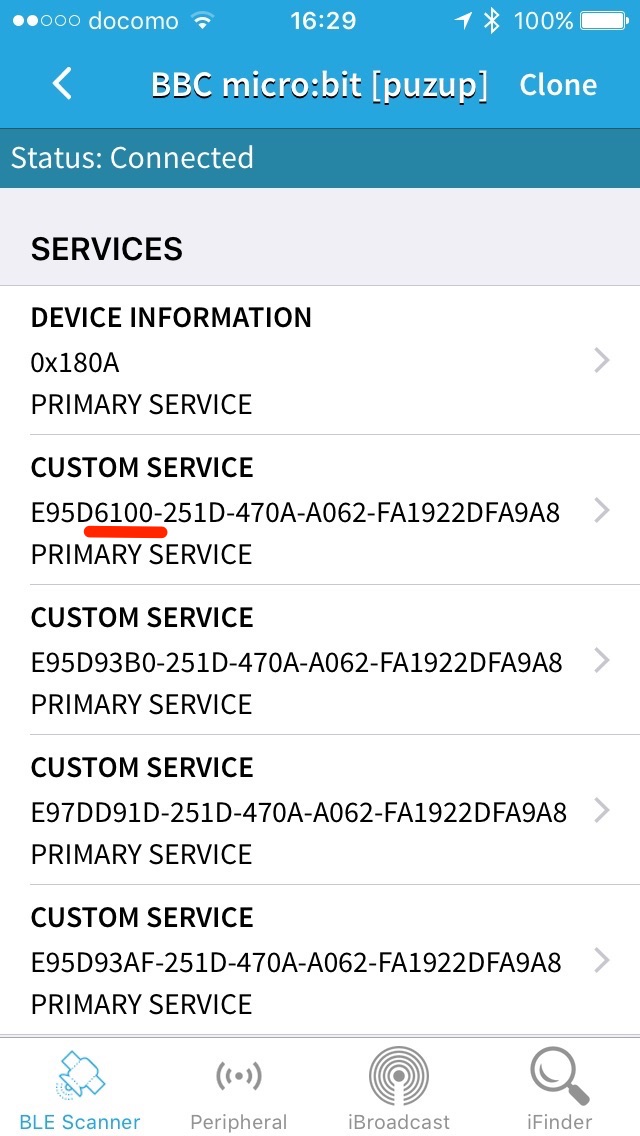 docomo 16:29 100%
BBC micro:bit [puzup] Clone
Status: Connected
SERVICES
DEVICE INFORMATION
0x180A
PRIMARY SERVICE
CUSTOM SERVICE
E95D6100-251D-470A-A062-FA1922DFA9A8
PRIMARY SERVICE
CUSTOM SERVICE
E95D93B0-251D-470A-A062-FA1922DFA9A8
PRIMARY SERVICE
CUSTOM SERVICE
E97DD91D-251D-470A-A062-FA1922DFA9A8
PRIMARY SERVICE
CUSTOM SERVICE
E95D93AF-251D-470A-A062-FA1922DFA9A8
PRIMARY SERVICE
BLE Scanner Peripheral iBroadcast iFinder